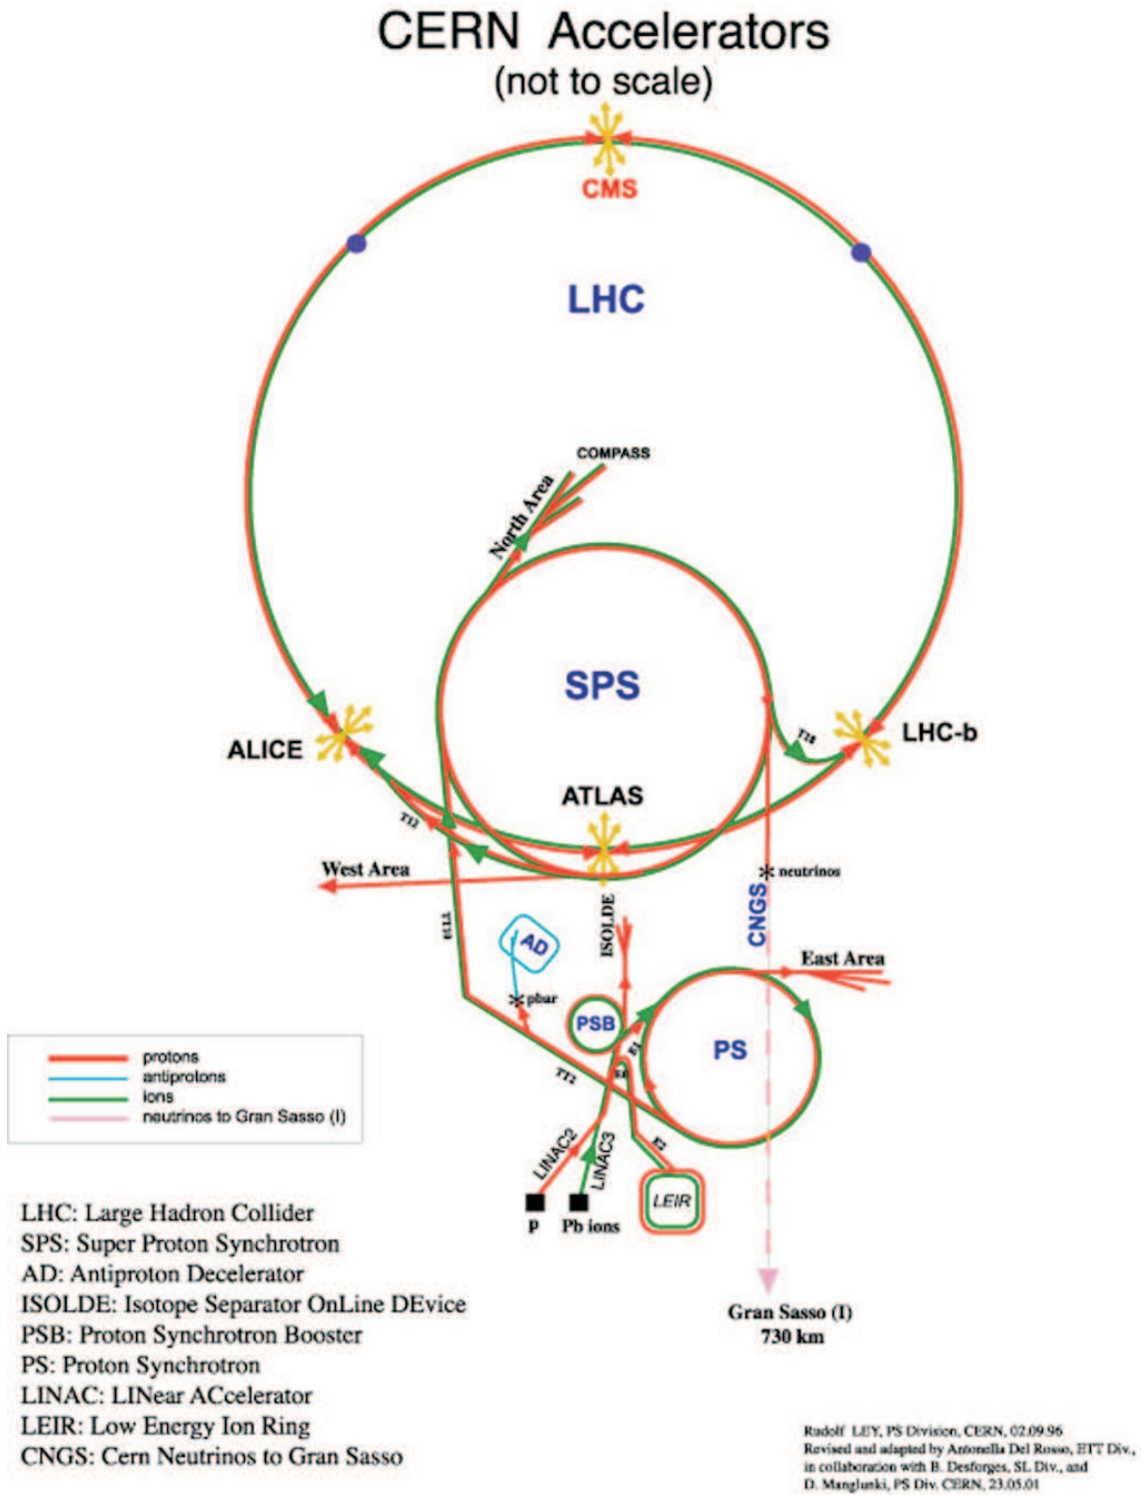 CERN Accelerators
(not to scale)
CMS
LHC
COMPASS
North Area
SPS
TI8
ALICE
LHC-b
ATLAS
TI2
West Area
neutrinos
CNGS
TT10
ISOLDE
AD
East Area
pbar
PSB
PS
E1
TT2
E0
protons
antiprotons
ions
neutrinos to Gran Sasso (I)
LINAC2
LINAC3
E2
LEIR
p
Pb ions
LHC: Large Hadron Collider
SPS: Super Proton Synchrotron
AD: Antiproton Decelerator
ISOLDE: Isotope Separator OnLine DEvice
PSB: Proton Synchrotron Booster
PS: Proton Synchrotron
LINAC: LINear ACcelerator
LEIR: Low Energy Ion Ring
CNGS: Cern Neutrinos to Gran Sasso
Gran Sasso (I)
730 km
Rudolf LEY, PS Division, CERN, 02.09.96
Revised and adapted by Antonella Del Rosso, ETT Div.,
in collaboration with B. Desforges, SL Div., and
D. Manglunki, PS Div. CERN, 23.05.01